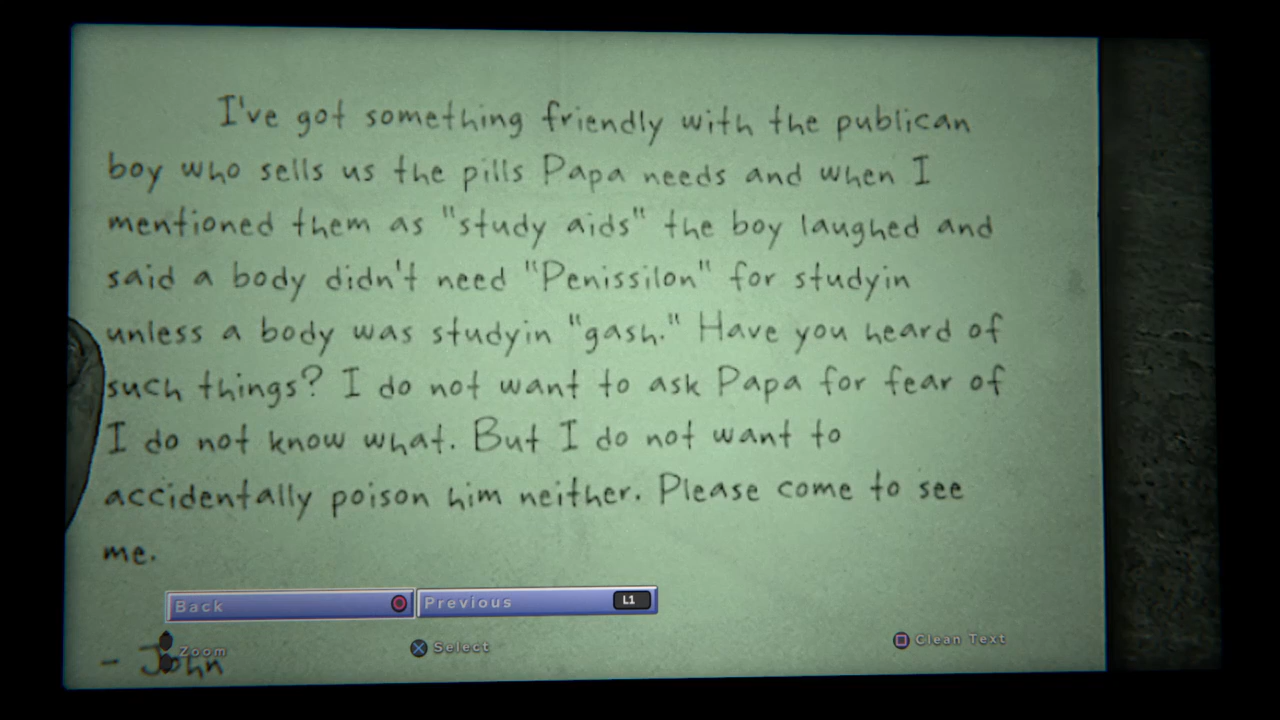 I've got something friendly with the publican
boy who sells us the pills Papa needs and when I
mentioned them as "study aids" the boy laughed and
said a body didn't need "Penissilon" for studyin
unless a body was studyin "gash." Have you heard of
such things? I do not want to ask Papa for fear of
I do not know what. But I do not want to
accidentally poison him neither. Please come to see
me.
Back
Previous L1
Zoom
Select
Clean Text
- John